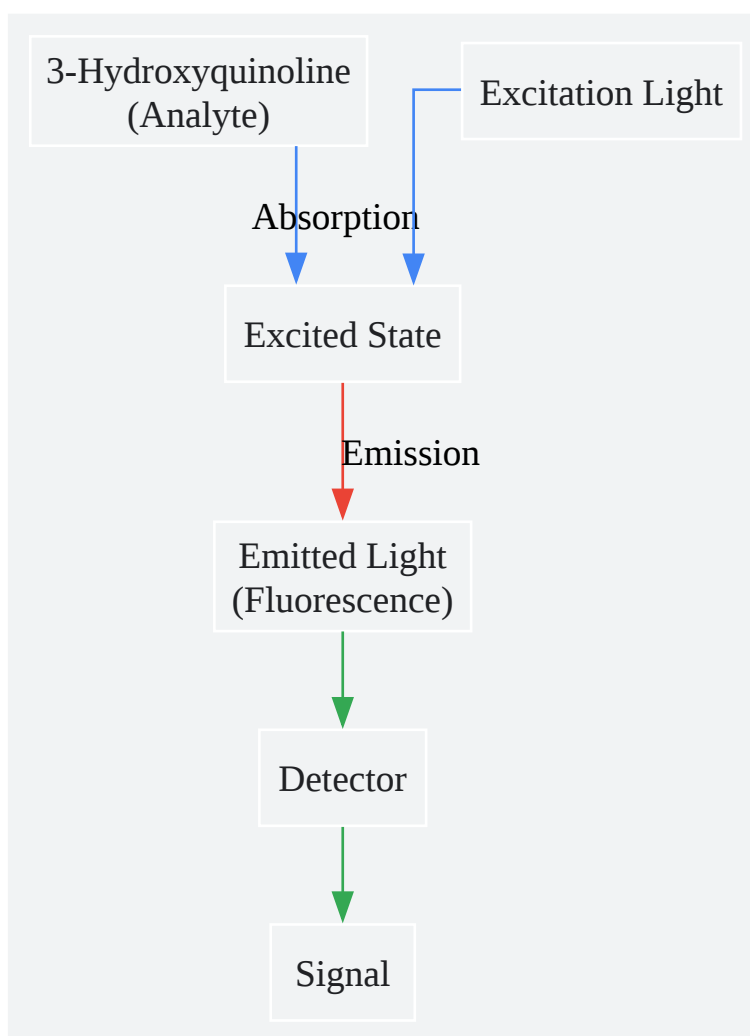 3-Hydroxyquinoline
(Analyte)
Excitation Light
Absorption
Excited State
Emission
Emitted Light
(Fluorescence)
Detector
Signal